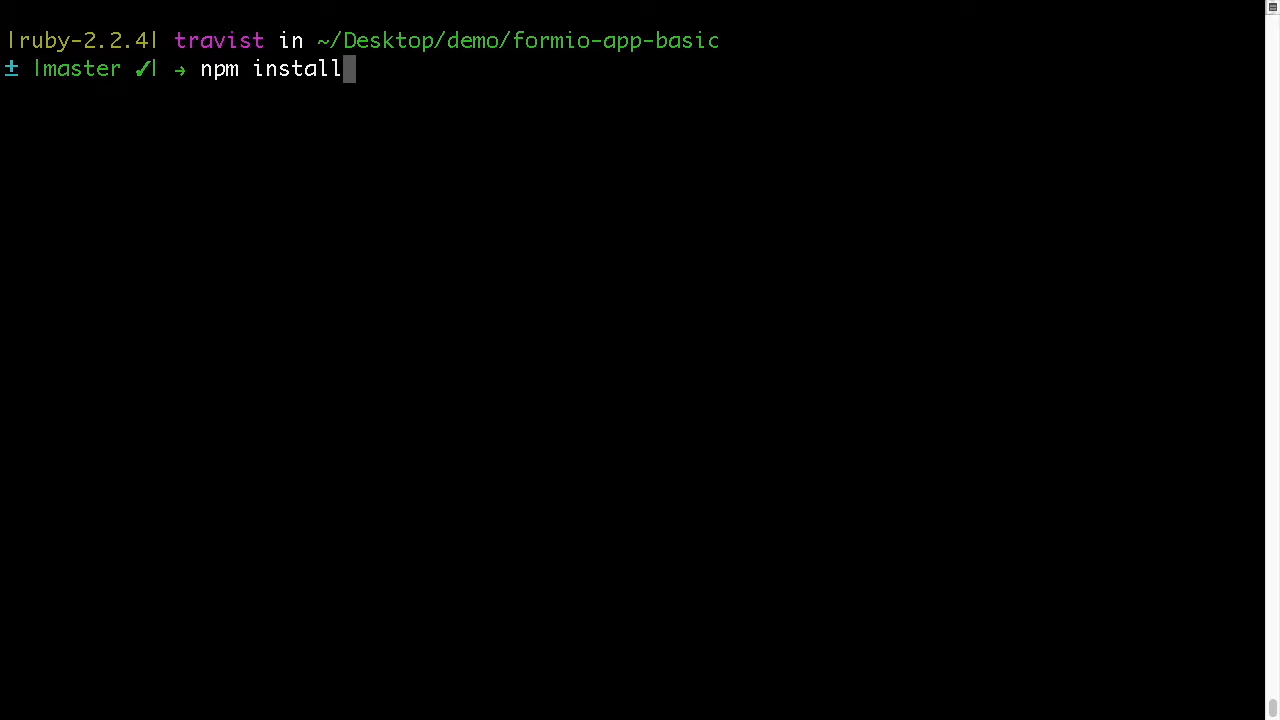 |ruby-2.2.4| travist in ~/Desktop/demo/formio-app-basic
± |master ✓| → npm install